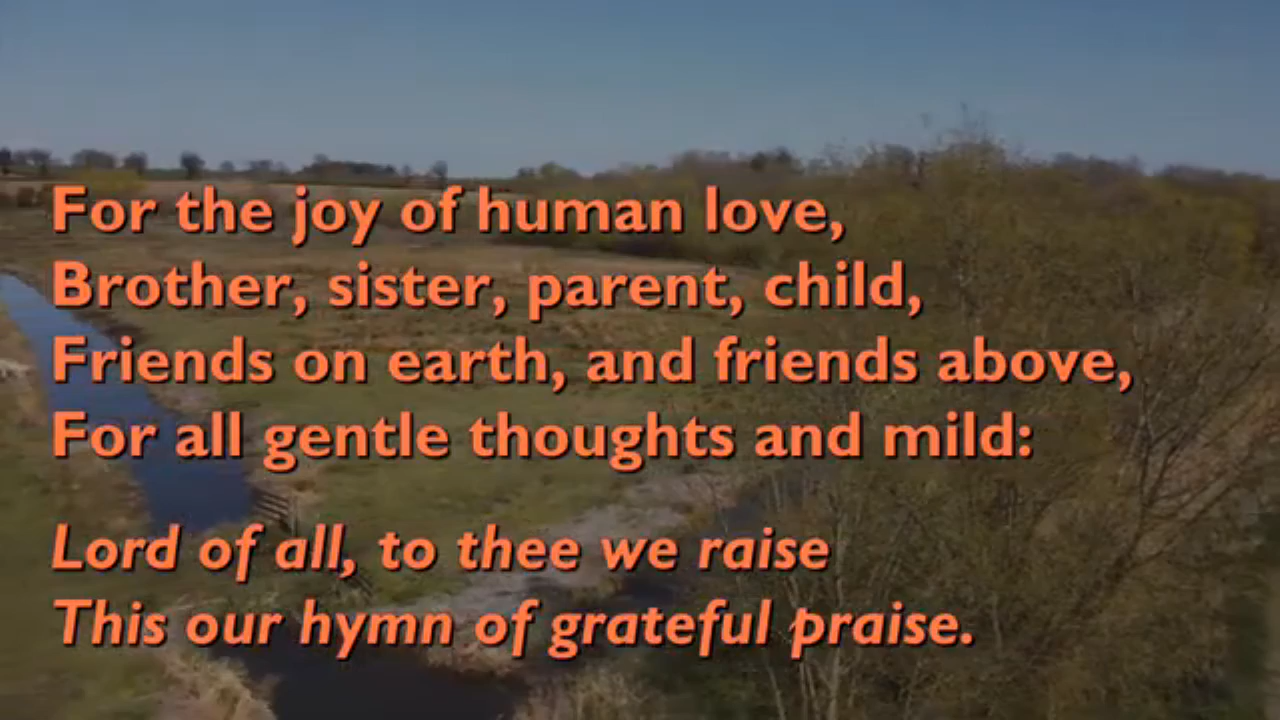 For the joy of human love,
Brother, sister, parent, child,
Friends on earth, and friends above,
For all gentle thoughts and mild:
Lord of all, to thee we raise
This our hymn of grateful praise.